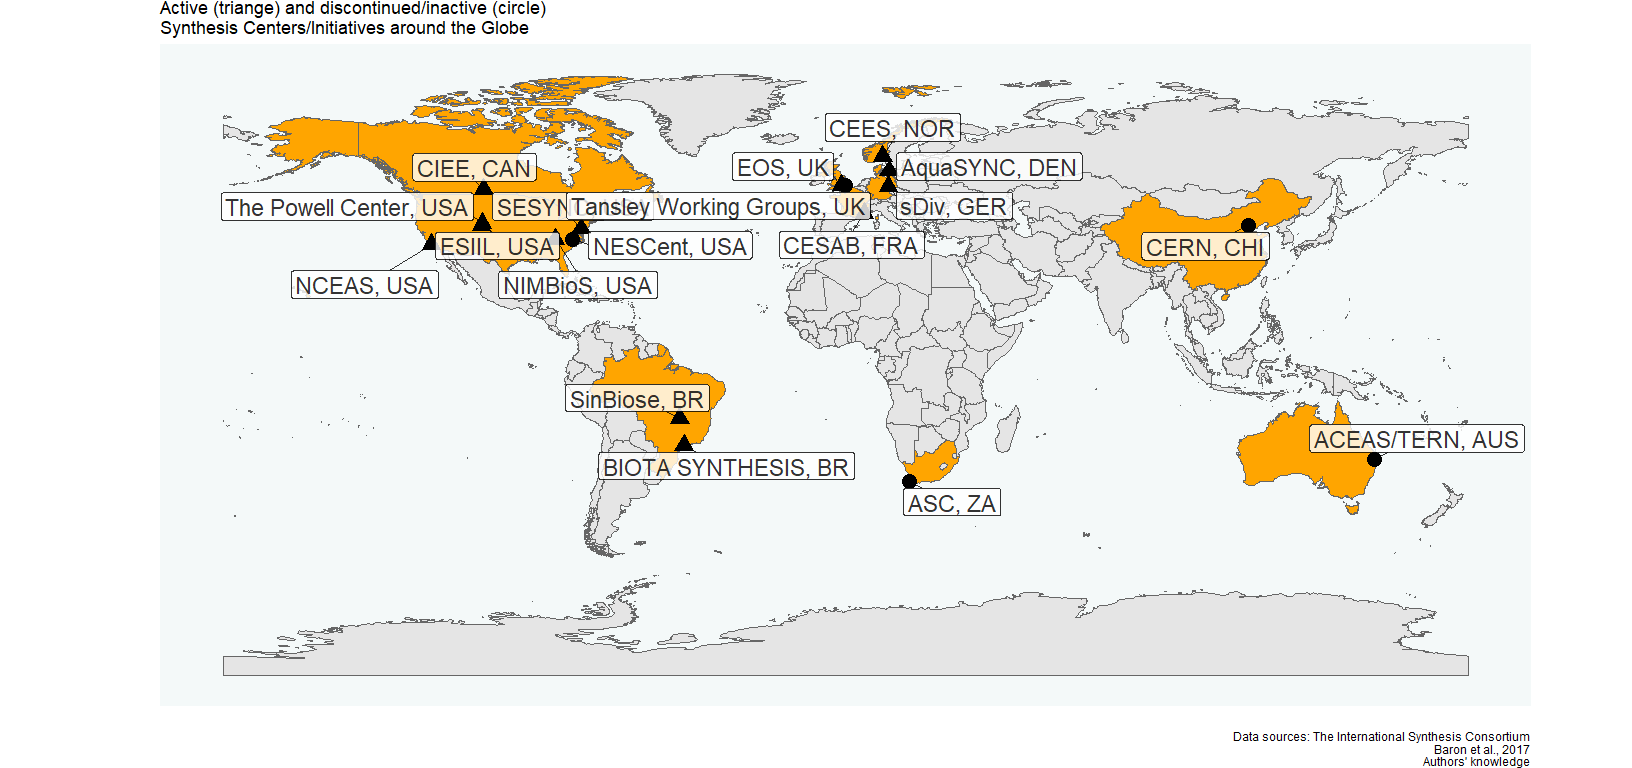 Active (triange) and discontinued/inactive (circle)
Synthesis Centers/Initiatives around the Globe
CEES, NOR
CIEE, CAN
EOS, UK
AquaSYNC, DEN
The Powell Center, USA
SESYN
Tansley Working Groups, UK
sDiv, GER
ESIIL, USA
NESCent, USA
CESAB, FRA
CERN, CHI
NCEAS, USA
NIMBioS, USA
SinBiose, BR
ACEAS/TERN, AUS
BIOTA SYNTHESIS, BR
ASC, ZA
Data sources: The International Synthesis Consortium
Baron et al., 2017
Authors' knowledge